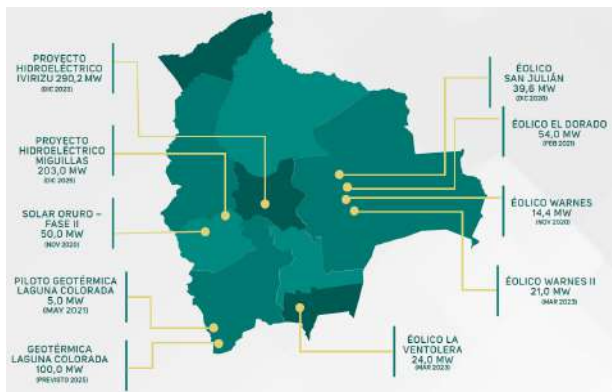 PROYECTO
HIDROELÉCTRICO
IVIRIZU 290,2 MW
PROYECTO
HIDROELÉCTRICO
MIGUILLAS
203,0 MW
SOLAR ORURO –
FASE II
50,0 MW
(NOV 2020)
PILOTO GEOTÉRMICA
LAGUNA COLORADA
5,0 MW
(MAY 2021)
GEOTÉRMICA
LAGUNA COLORADA
100,0 MW
(PREVISTO 2025)
ÉOLICO
SAN JULIÁN
39,6 MW
(DIC 2020)
ÉOLICO EL DORADO
54,0 MW
(FEB 2021)
ÉOLICO WARNES
14,4 MW
(NOV 2020)
ÉOLICO WARNES II
21,0 MW
(MAR 2023)
ÉOLICO LA
VENTOLERA
24,0 MW
(MAR 2023)